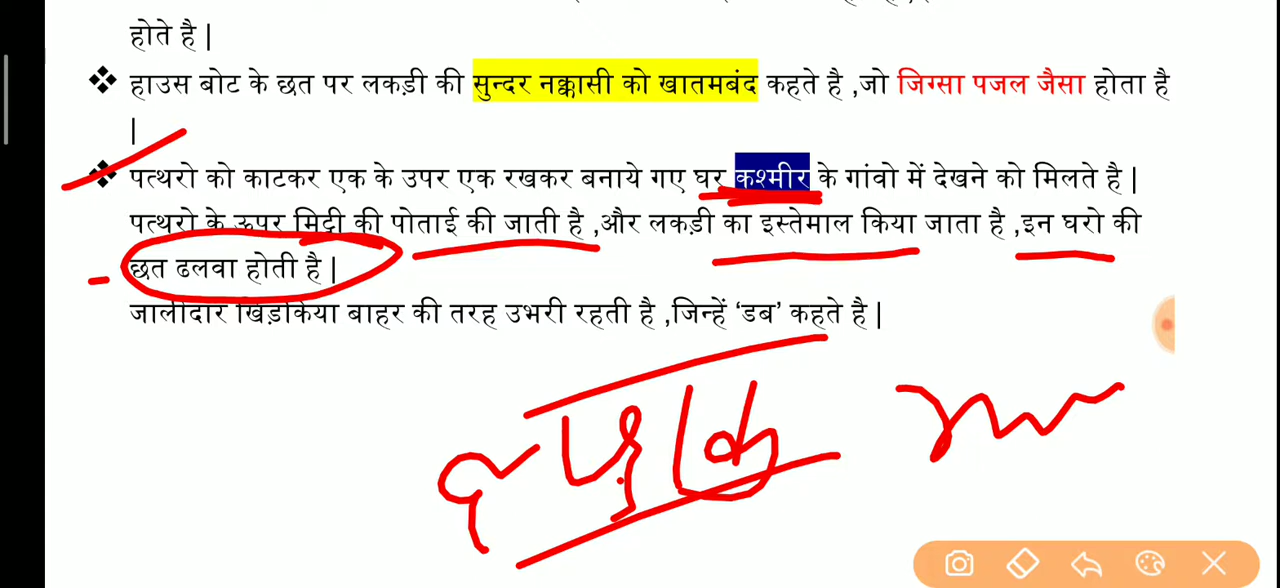 होते है |
❖ हाउस बोट के छत पर लकड़ी की सुन्दर नक्कासी को खातमबंद कहते है ,जो जिग्सा पजल जैसा होता है
|
❖ पत्थरो को काटकर एक के उपर एक रखकर बनाये गए घर कश्मीर के गांवो में देखने को मिलते है |
पत्थरो के ऊपर मिट्टी की पोताई की जाती है ,और लकड़ी का इस्तेमाल किया जाता है ,इन घरो की
छत ढलवा होती है |
जालीदार खिड़किया बाहर की तरह उभरी रहती है ,जिन्हें ‘डब’ कहते है |